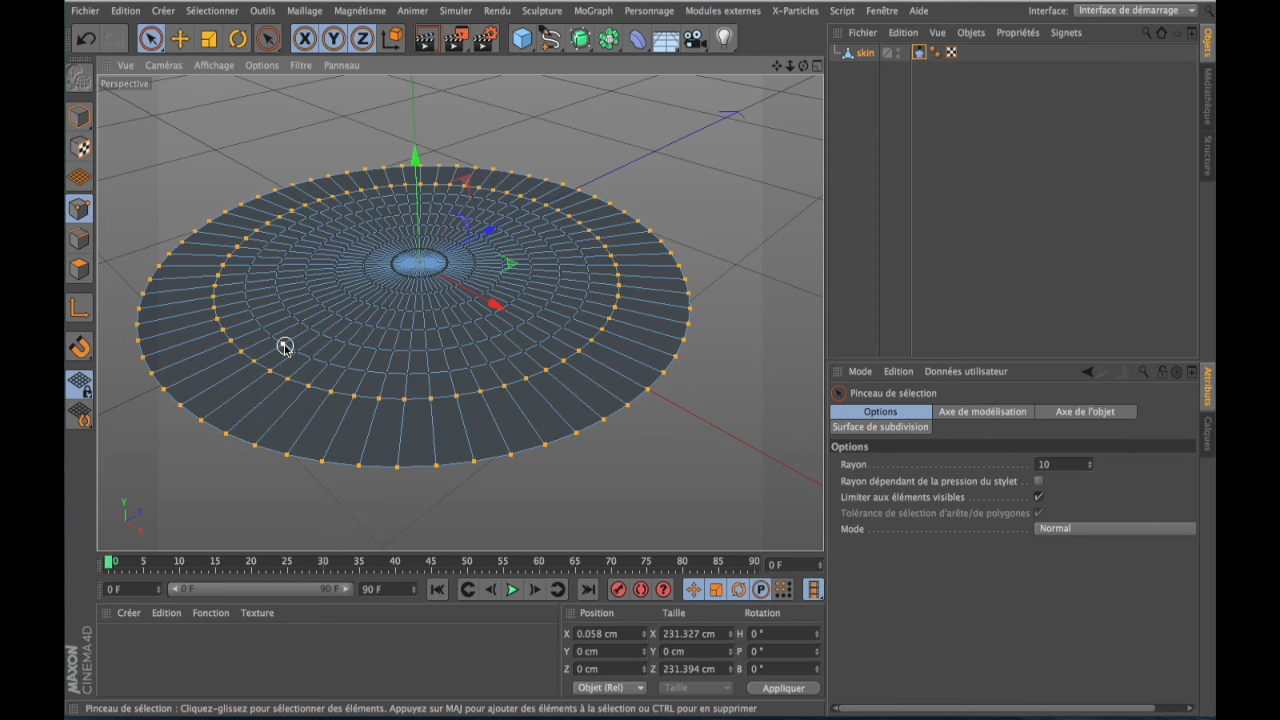 Fichier Edition Créer Sélectionner Outils Maillage Magnétisme Animer Simuler Rendu Sculpture MoGraph Personnage Modules externes X-Particles Script Fenêtre Aide Interface: Interface de démarrage
X Y Z
Vue Caméras Affichage Options Filtre Panneau
Perspective
Fichier Edition Vue Objets Propriétés Signets
skin
Objets
Médiathèque
Structure
Mode Edition Données utilisateur
Attributs
Calques
Pinceau de sélection
Options Axe de modélisation Axe de l'objet
Surface de subdivision
Options
Rayon 10
Rayon dépendant de la pression du stylet
Limiter aux éléments visibles
Tolérance de sélection d'arête/de polygones
Mode Normal
Y
Z
X
0 5 10 15 20 25 30 35 40 45 50 55 60 65 70 75 80 85 90 0 F
0 F 0 F 90 F 90 F P
Créer Edition Fonction Texture
Position Taille Rotation
X 0.058 cm X 231.327 cm H 0 °
Y 0 cm Y 0 cm P 0 °
Z 0 cm Z 231.394 cm B 0 °
Objet (Rel) Taille Appliquer
MAXON
CINEMA 4D
Pinceau de sélection : Cliquez-glissez pour sélectionner des éléments. Appuyez sur MAJ pour ajouter des éléments à la sélection ou CTRL pour en supprimer